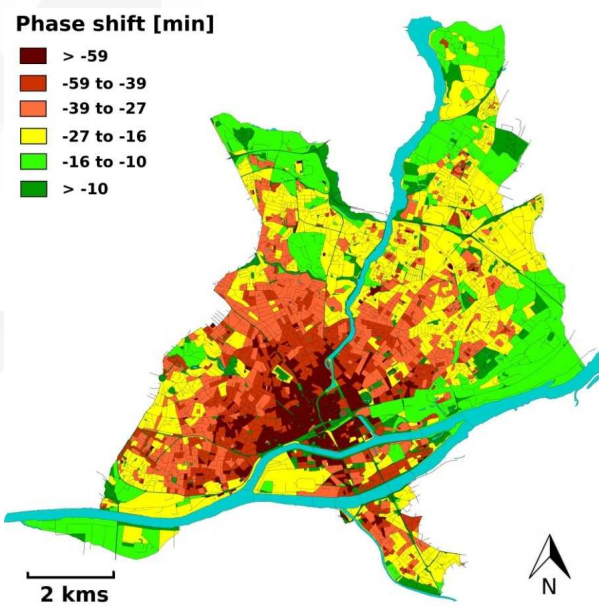 Phase shift [min]
> -59
-59 to -39
-39 to -27
-27 to -16
-16 to -10
> -10
2 kms
N